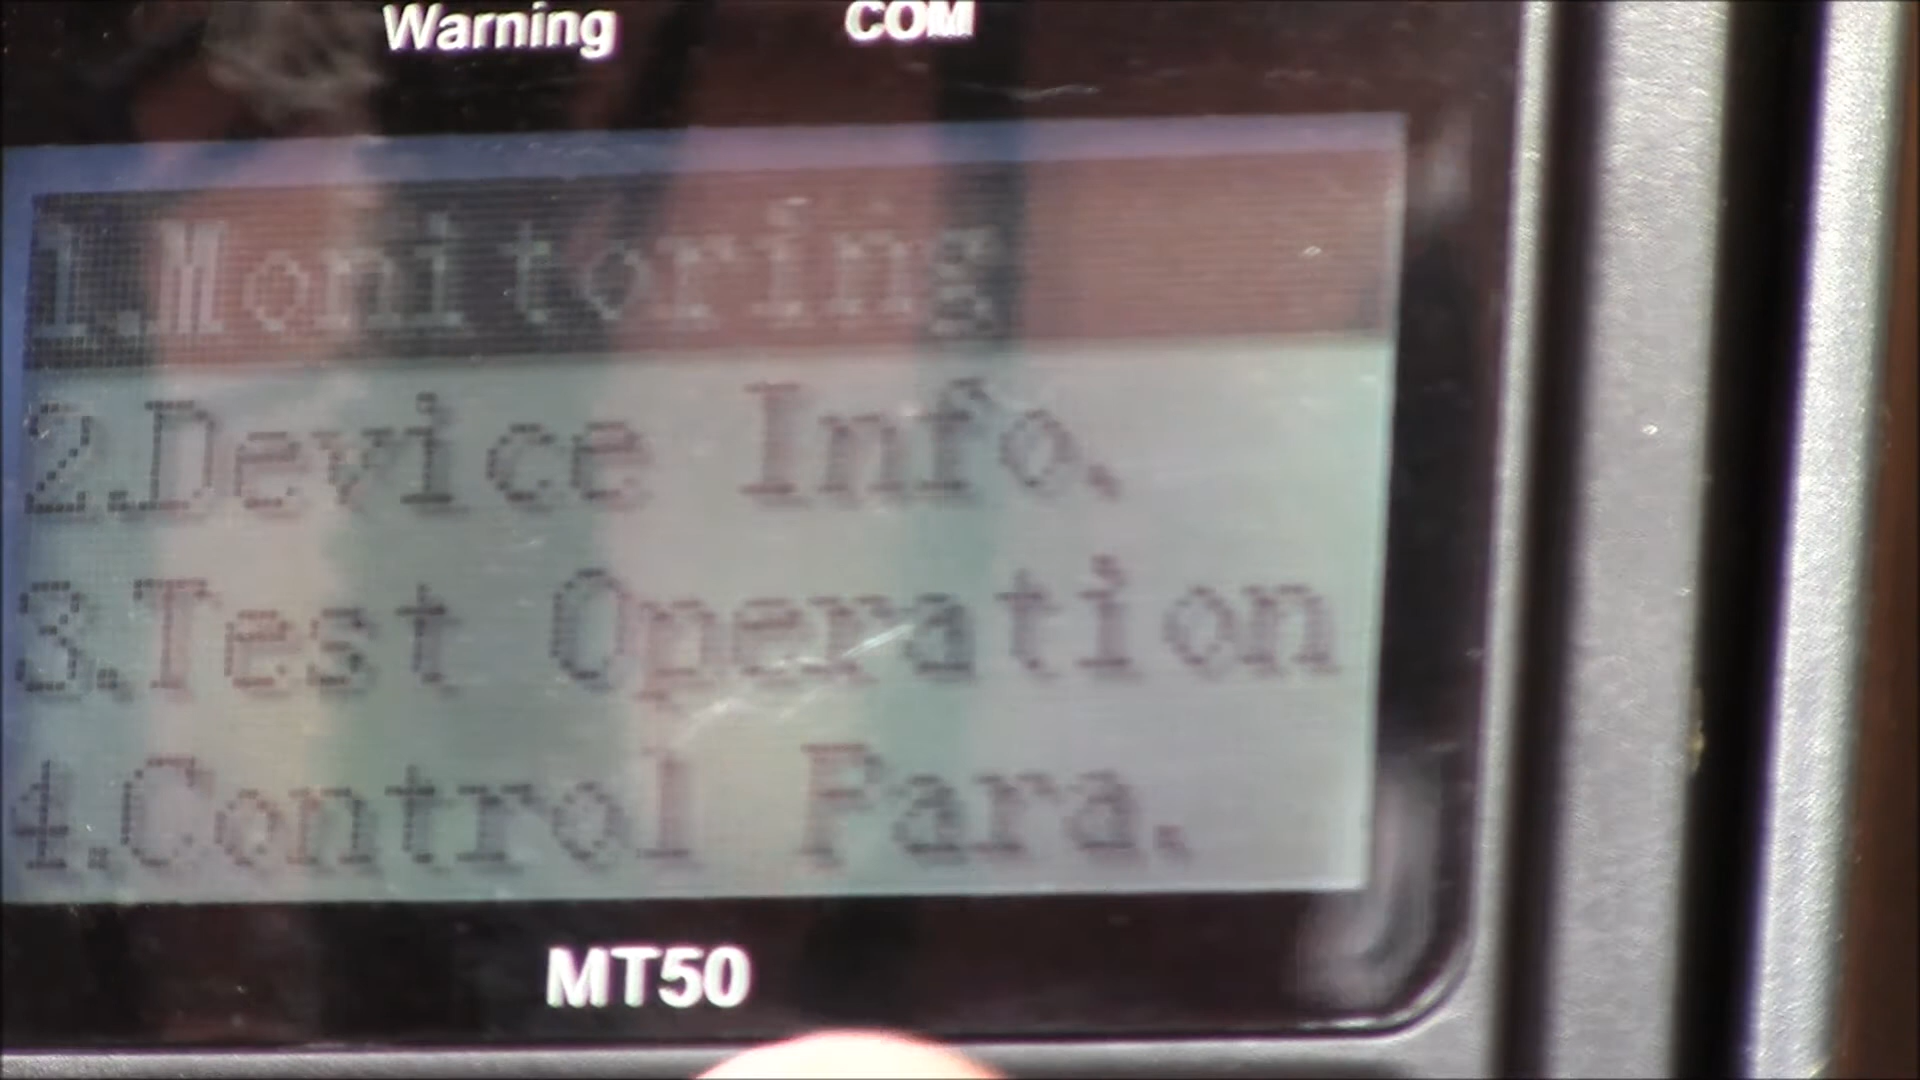 Warning COM
1.Monitoring
2.Device Info.
3.Test Operation
4.Control Para.
MT50